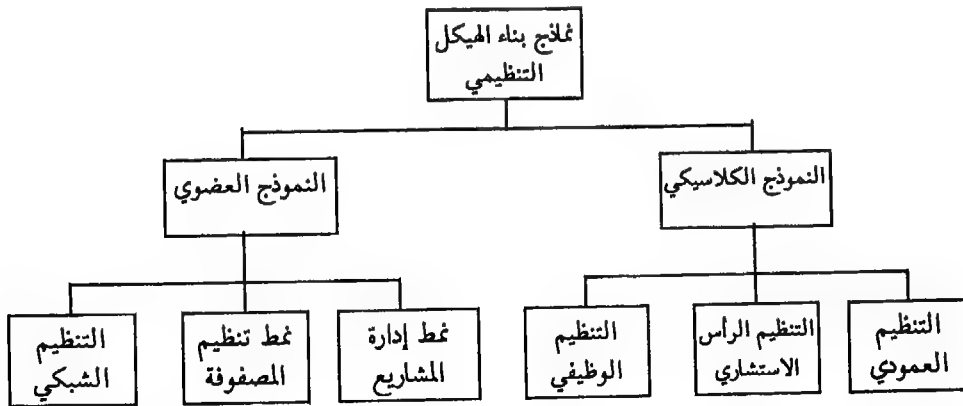 نماذج بناء الهيكل
التنظيمي
النموذج الكلاسيكي
النموذج العضوي
التنظيم
العمودي
التنظيم الرأس
الاستشاري
التنظيم
الوظيفي
نمط إدارة
المشاريع
نمط تنظيم
المصفوفة
التنظيم
الشبكي